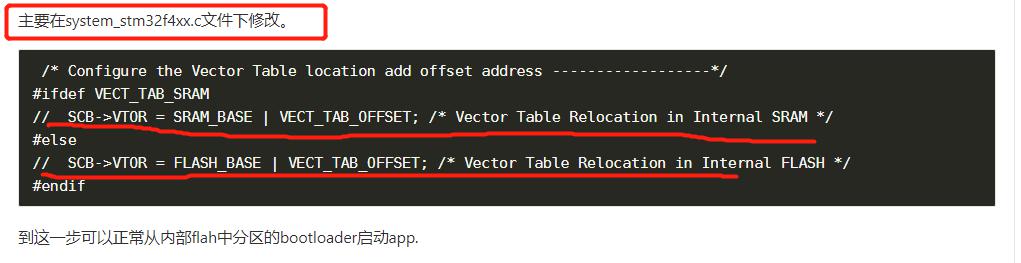 主要在system_stm32f4xx.c文件下修改。
/* Configure the Vector Table location add offset address ------------------*/
#ifdef VECT_TAB_SRAM
//  SCB->VTOR = SRAM_BASE | VECT_TAB_OFFSET; /* Vector Table Relocation in Internal SRAM */
#else
//  SCB->VTOR = FLASH_BASE | VECT_TAB_OFFSET; /* Vector Table Relocation in Internal FLASH */
#endif
到这一步可以正常从内部flah中分区的bootloader启动app.